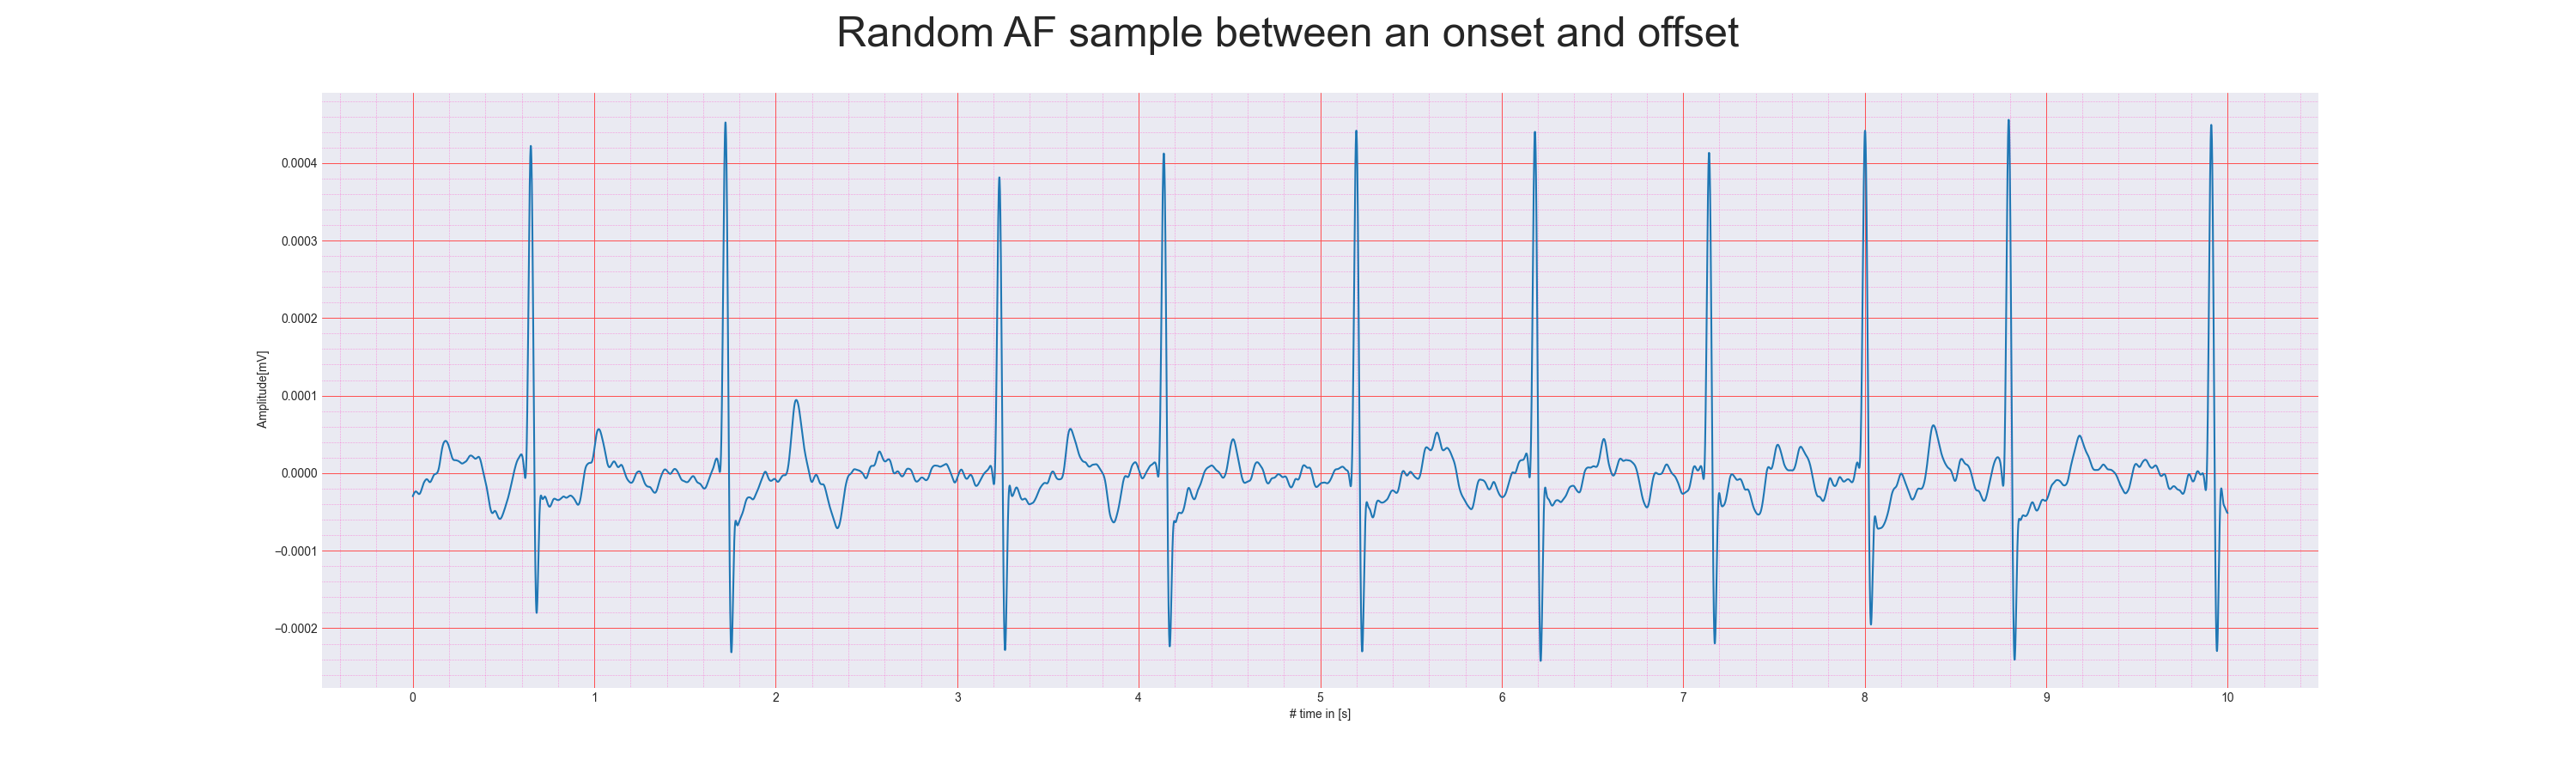 Random AF sample between an onset and offset
0.0004
0.0003
0.0002
0.0001
0.0000
−0.0001
−0.0002
Amplitude[mV]
0 1 2 3 4 5 6 7 8 9 10
# time in [s]